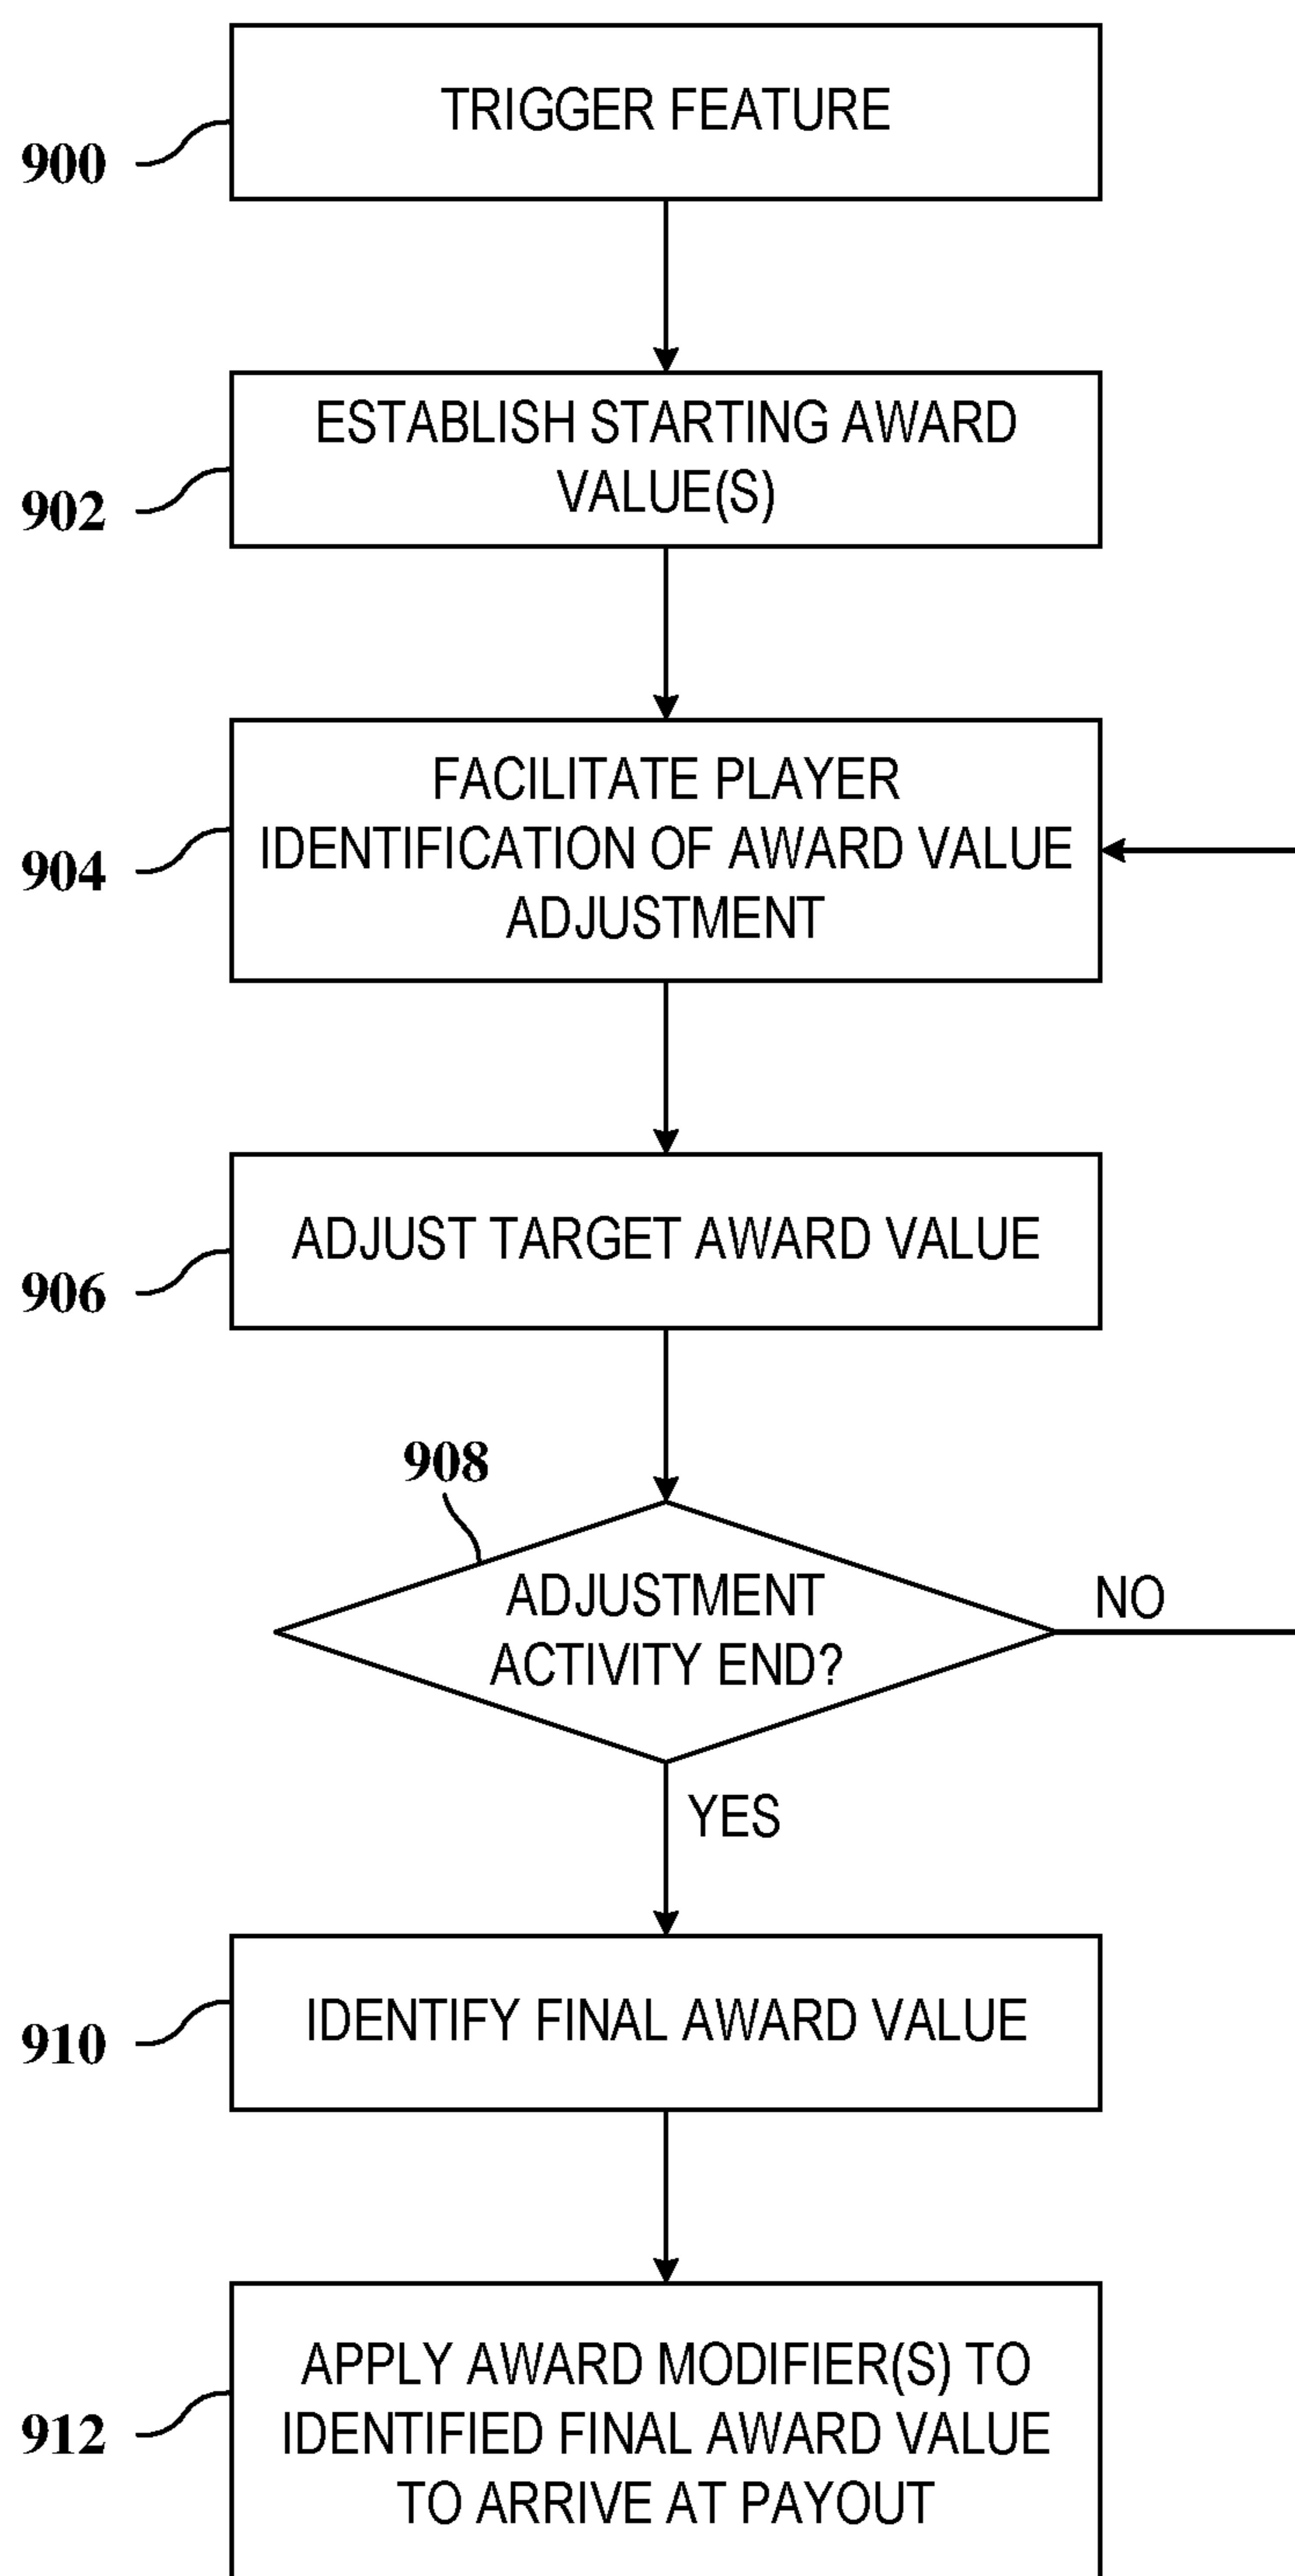 TRIGGER FEATURE
900
ESTABLISH STARTING AWARD
VALUE(S)
902
FACILITATE PLAYER
IDENTIFICATION OF AWARD VALUE
ADJUSTMENT
904
ADJUST TARGET AWARD VALUE
906
908
ADJUSTMENT
ACTIVITY END?
NO
YES
IDENTIFY FINAL AWARD VALUE
910
APPLY AWARD MODIFIER(S) TO
IDENTIFIED FINAL AWARD VALUE
TO ARRIVE AT PAYOUT
912